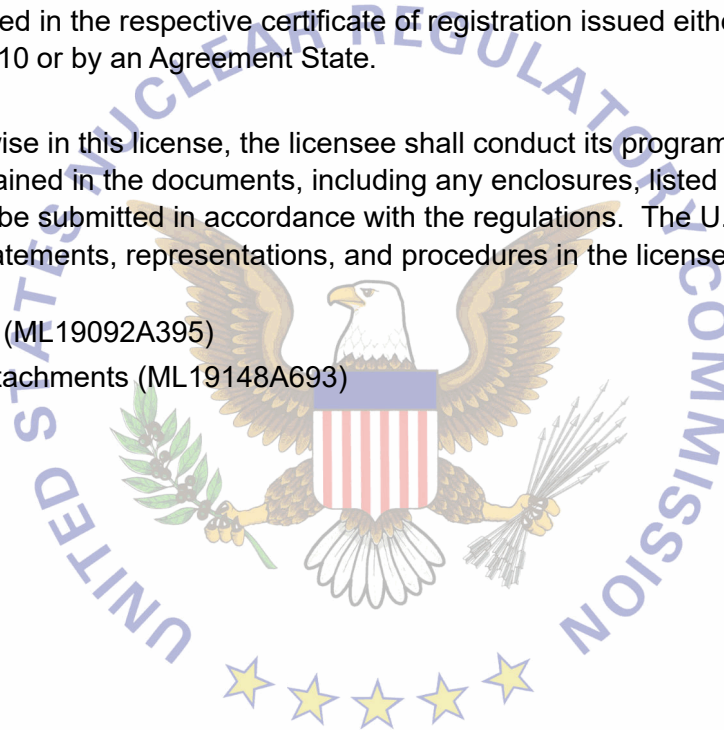 ed in the respective certificate of registration issued eithe
10 or by an Agreement State.
wise in this license, the licensee shall conduct its program
ained in the documents, including any enclosures, listed
be submitted in accordance with the regulations. The U.
atements, representations, and procedures in the license
(ML19092A395)
tachments (ML19148A693)
UNITED STATES NUCLEAR REGULATORY COMMISSION